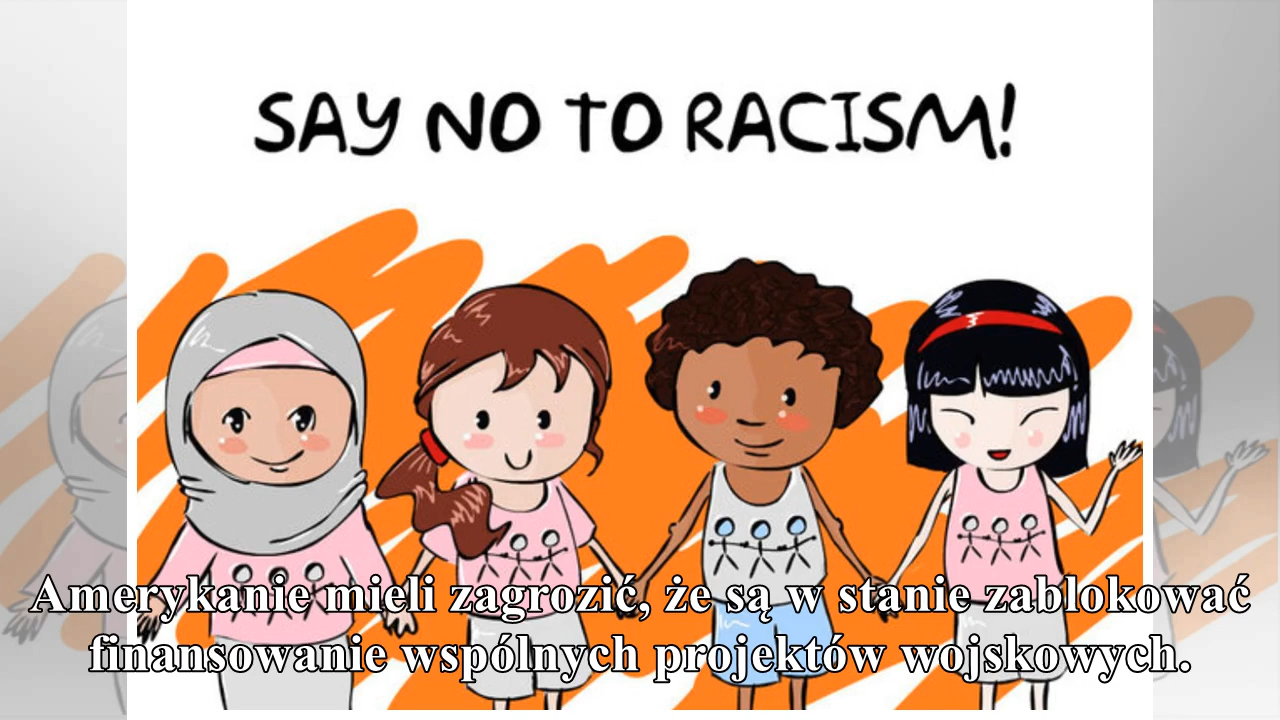 SAY NO TO RACISM!
Amerykanie mieli zagrozić, że są w stanie zablokować
finansowanie wspólnych projektów wojskowych.